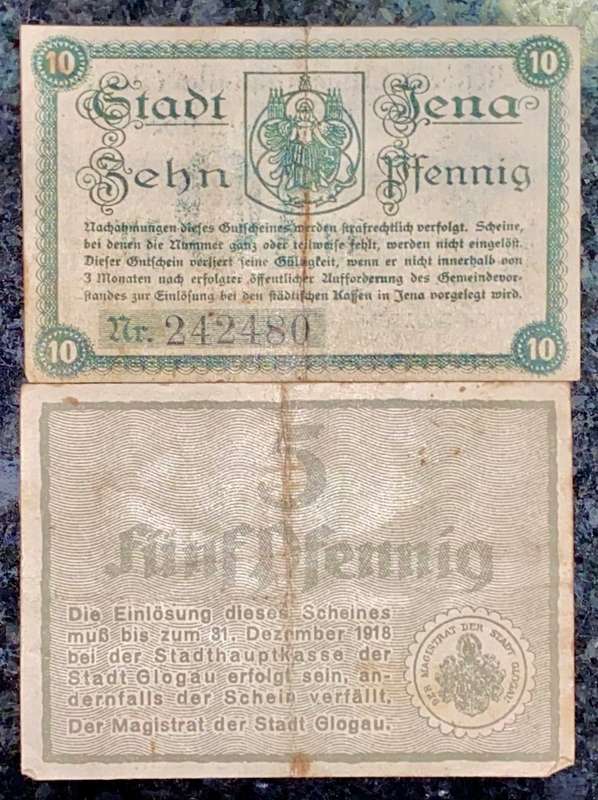 10 10
Stadt Jena
Zehn Pfennig
Nachahmungen dieses Gutscheines werden strafrechtlich verfolgt. Scheine,
bei denen die Nummer ganz oder teilweise fehlt, werden nicht eingelöst.
Dieser Gutschein verliert seine Gültigkeit, wenn er nicht innerhalb von
3 Monaten nach erfolgter öffentlicher Aufforderung des Gemeindevor-
standes zur Einlösung bei den städtischen Kassen in Jena vorgelegt wird.
Nr. 242480
10 10
5
Fünf Pfennig
Die Einlösung dieses Scheines
muß bis zum 31. Dezember 1918
bei der Stadthauptkasse der
Stadt Glogau erfolgt sein, an-
dernfalls der Schein verfällt.
Der Magistrat der Stadt Glogau.
DER MAGISTRAT DER STADT GLOGAU